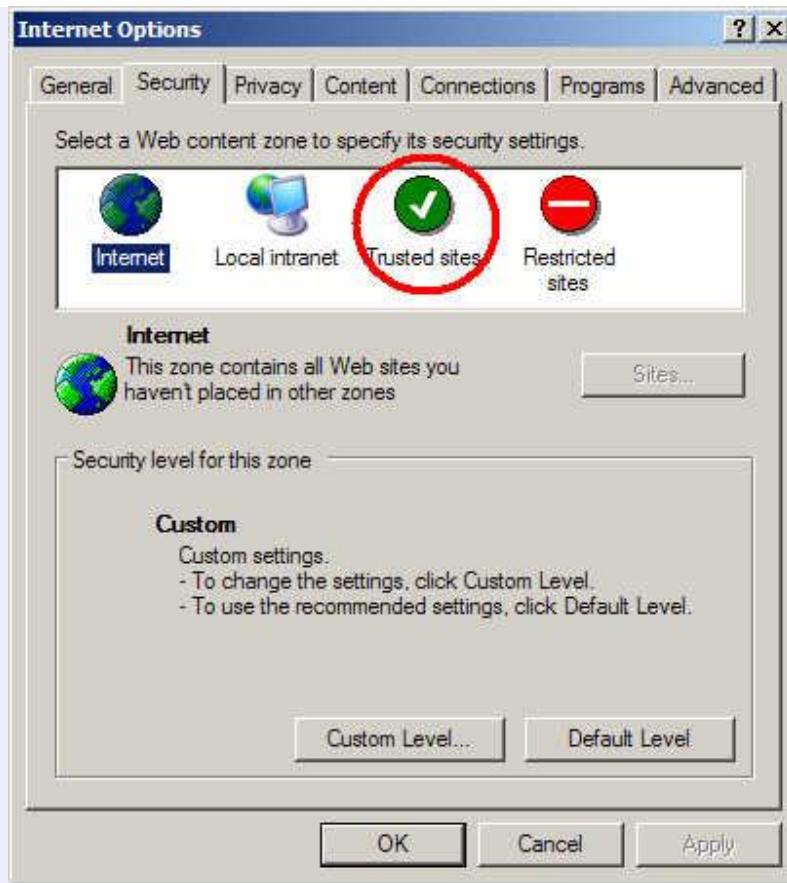 Internet Options
General Security Privacy Content Connections Programs Advanced
Select a Web content zone to specify its security settings.
Internet Local intranet Trusted sites Restricted
sites
Internet
This zone contains all Web sites you
haven't placed in other zones
Sites...
Security level for this zone
Custom
Custom settings.
- To change the settings, click Custom Level.
- To use the recommended settings, click Default Level.
Custom Level... Default Level
OK Cancel Apply